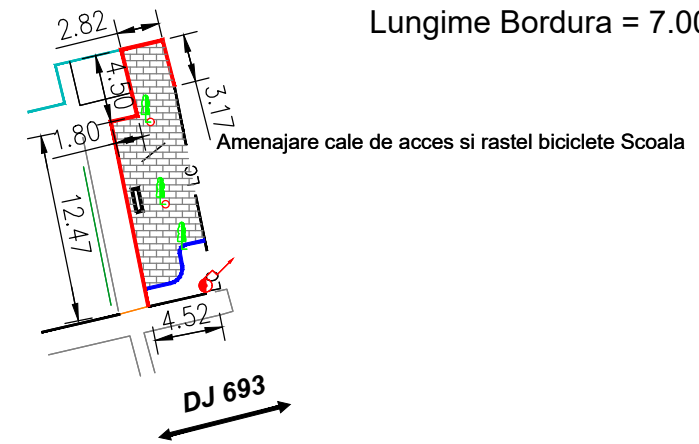 Lungime Bordura = 7.00
2.82
4.50
3.17
1.80
Amenajare cale de acces si rastel biciclete Scoala
12.47
4.52
DJ 693